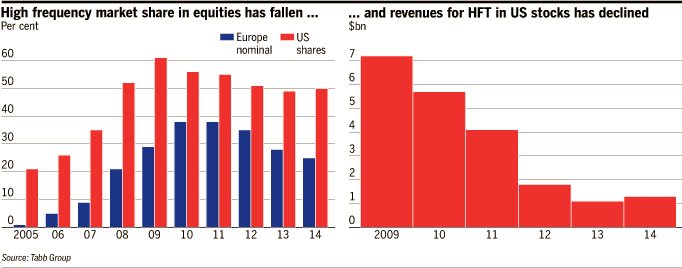 High frequency market share in equities has fallen ...
Per cent
Europe nominal
US shares
60
50
40
30
20
10
0
2005 06 07 08 09 10 11 12 13 14
... and revenues for HFT in US stocks has declined
$bn
7
6
5
4
3
2
1
0
2009 10 11 12 13 14
Source: Tabb Group